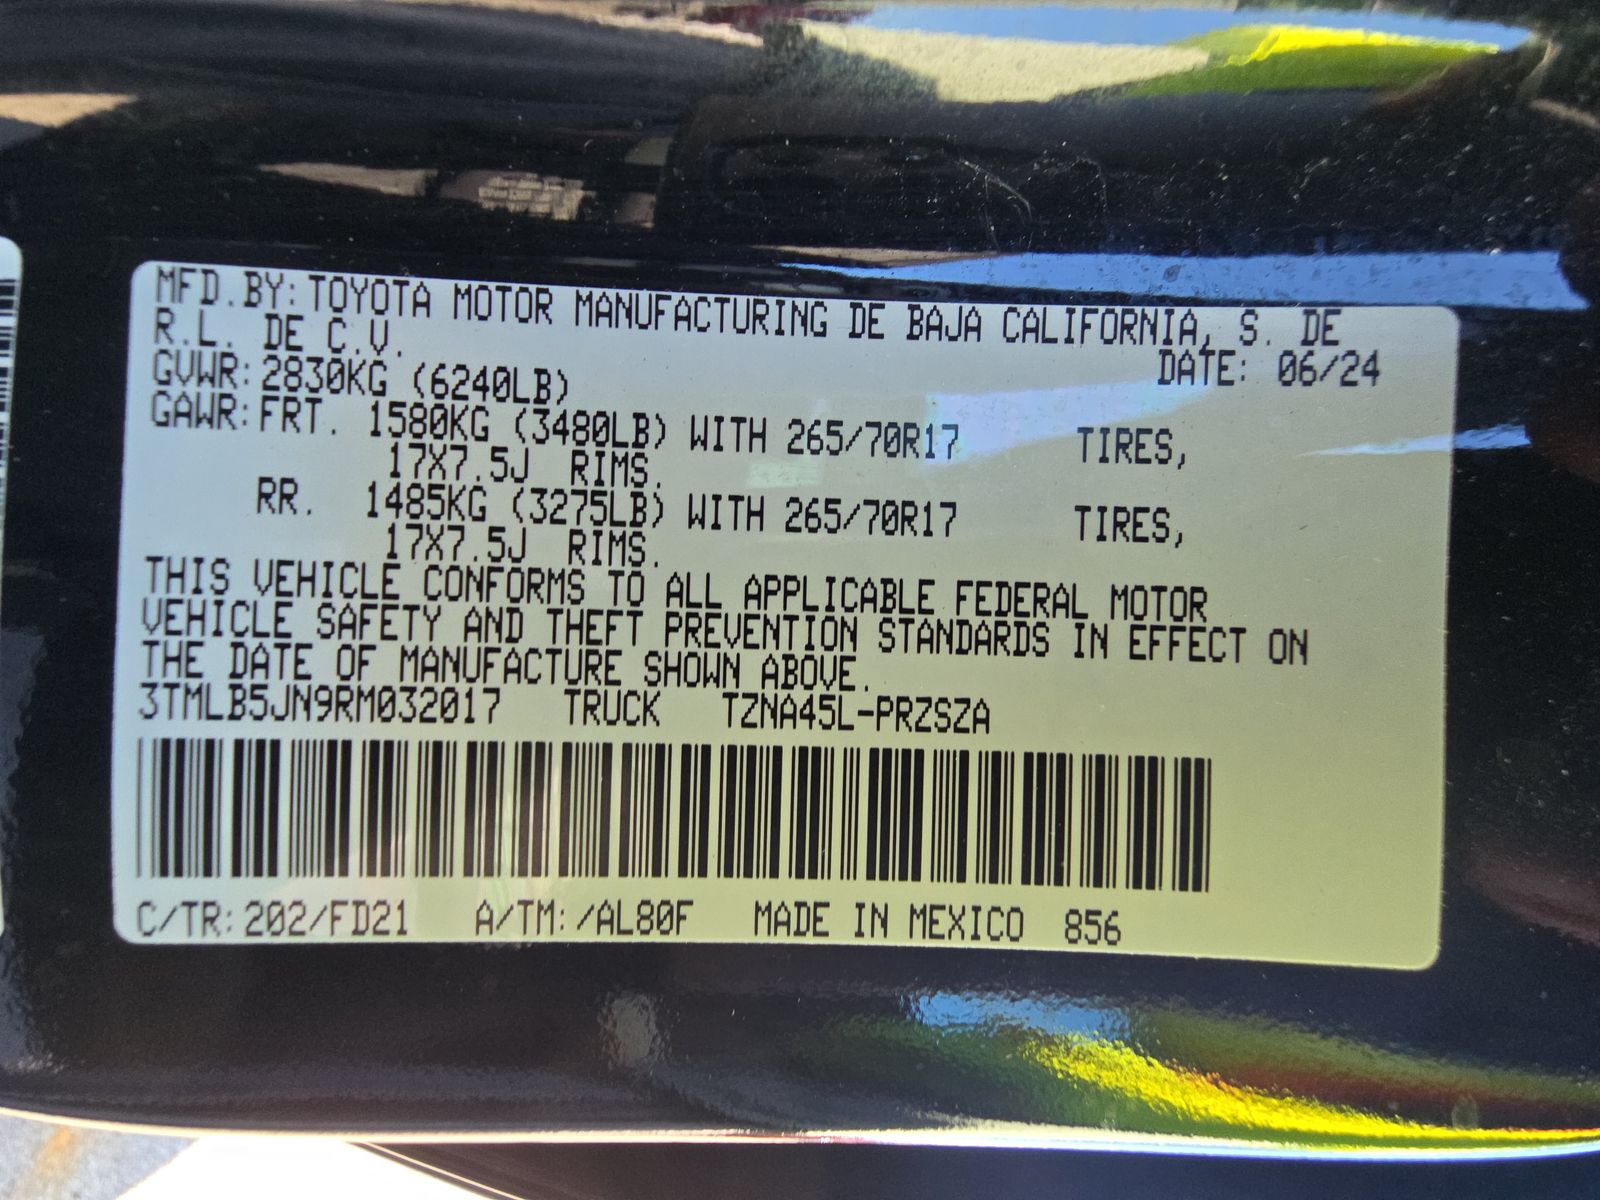 MFD.BY: TOYOTA MOTOR MANUFACTURING DE BAJA CALIFORNIA, S. DE
R.L. DE C.V.
DATE: 06/24
GVWR: 2830KG (6240LB)
GAWR: FRT. 1580KG (3480LB) WITH 265/70R17 TIRES,
17X7.5J RIMS.
RR. 1485KG (3275LB) WITH 265/70R17 TIRES,
17X7.5J RIMS.
THIS VEHICLE CONFORMS TO ALL APPLICABLE FEDERAL MOTOR
VEHICLE SAFETY AND THEFT PREVENTION STANDARDS IN EFFECT ON
THE DATE OF MANUFACTURE SHOWN ABOVE.
3TMLB5JN9RM032017 TRUCK TZNA45L-PRZSZA
C/TR: 202/FD21 A/TM: /AL80F MADE IN MEXICO 856